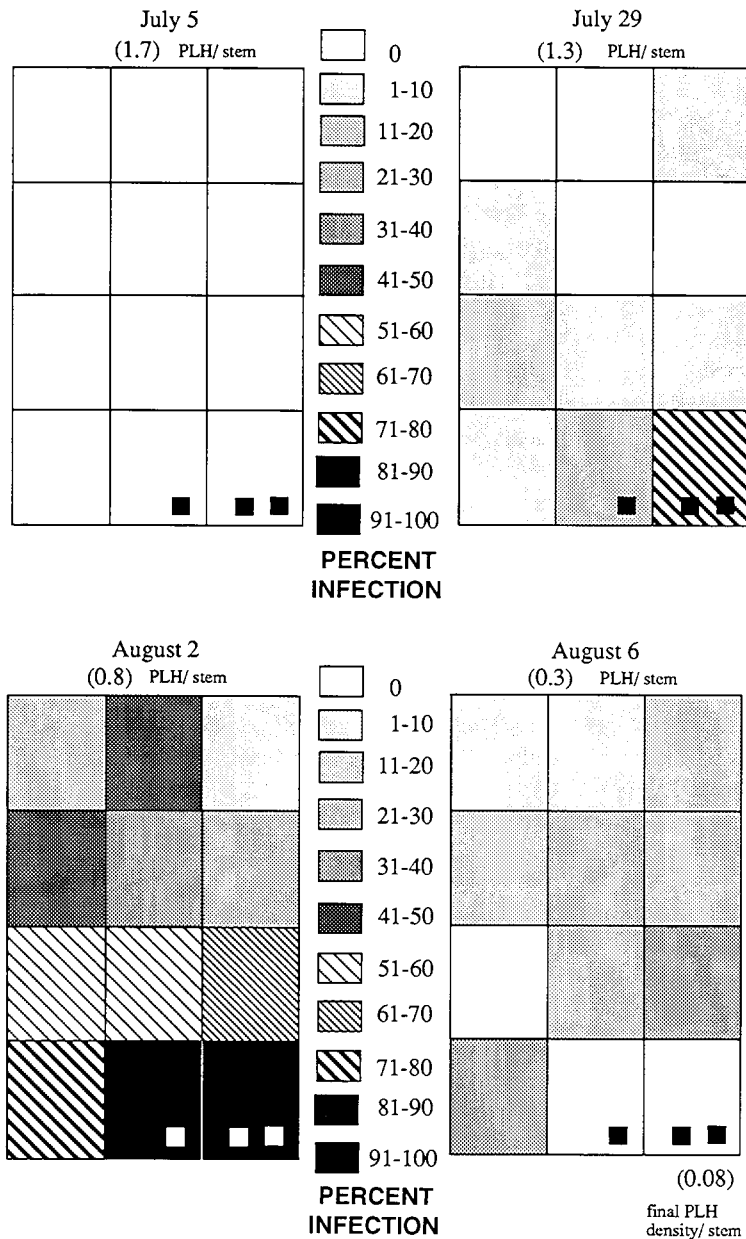 July 5
(1.7) PLH/ stem
July 29
(1.3) PLH/ stem
0
1-10
11-20
21-30
31-40
41-50
51-60
61-70
71-80
81-90
91-100
PERCENT
INFECTION
August 2
(0.8) PLH/ stem
August 6
(0.3) PLH/ stem
0
1-10
11-20
21-30
31-40
41-50
51-60
61-70
71-80
81-90
91-100
PERCENT
INFECTION
(0.08)
final PLH
density/ stem